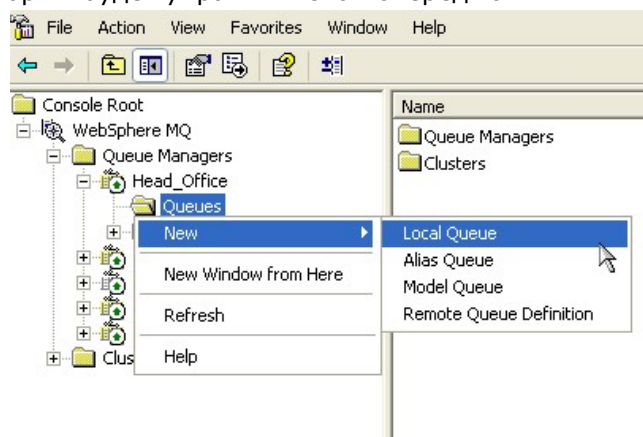 File Action View Favorites Window Help
Console Root
Name
WebSphere MQ
Queue Managers
Queue Managers
Clusters
Head_Office
Queues
New
Local Queue
Alias Queue
New Window from Here
Model Queue
Refresh
Remote Queue Definition
Help
Clus